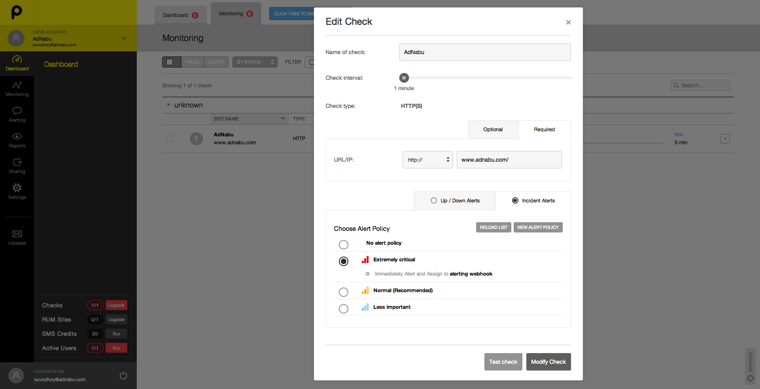 Dashboard
Monitoring
CLICK TABS TO
AdNabu
suvodhoy@adnabu.com
Dashboard
Monitoring
Alerting
Reports
Sharing
Settings
Updates
Dashboard
Checks 1/1 Upgrade
RUM Sites 0/1 Upgrade
SMS Credits 20 Buy
Active Users 1/1 Buy
LOGGED IN AS
suvodhoy@adnabu.com
Monitoring
PAUSE DELETE BY STATUS FILTER
Showing 1 of 1 check
Search...
unknown
SITE NAME TYPE
AdNabu
www.adnabu.com
HTTP
N/A
0 min
Edit Check ×
Name of check: AdNabu
Check interval:
1 minute
Check type: HTTP(S)
Optional Required
URL/IP: http:// www.adnabu.com/
Up / Down Alerts Incident Alerts
Choose Alert Policy RELOAD LIST NEW ALERT POLICY
No alert policy
Extremely critical
Immediately Alert and Assign to alerting webhook
Normal (Recommended)
Less important
Test check Modify Check